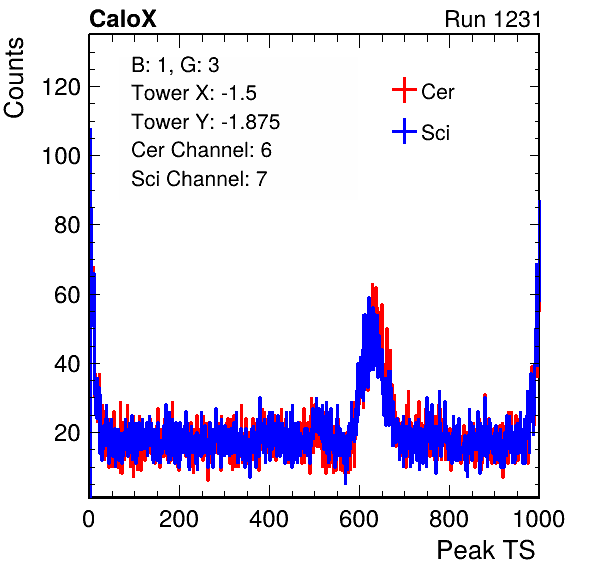 CaloX Run 1231
Counts
B: 1, G: 3
Tower X: -1.5
Tower Y: -1.875
Cer Channel: 6
Sci Channel: 7
Cer
Sci
120
100
80
60
40
20
0 200 400 600 800 1000
Peak TS